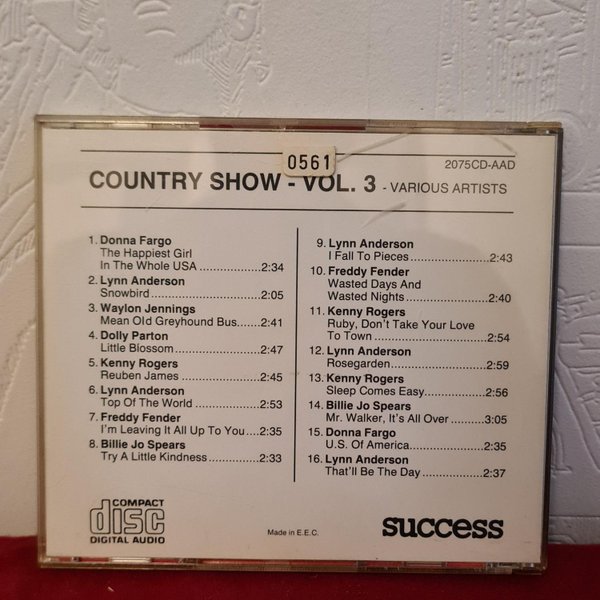 0561
2075CD-AAD
COUNTRY SHOW - VOL. 3 - VARIOUS ARTISTS
1. Donna Fargo
The Happiest Girl
In The Whole USA ..............2:34
2. Lynn Anderson
Snowbird ...........................2:05
3. Waylon Jennings
Mean Old Greyhound Bus.....2:41
4. Dolly Parton
Little Blossom.....................2:47
5. Kenny Rogers
Reuben James ...................2:45
6. Lynn Anderson
Top Of The World ...............2:53
7. Freddy Fender
I'm Leaving It All Up To You ...2:35
8. Billie Jo Spears
Try A Little Kindness.............2:33
9. Lynn Anderson
I Fall To Pieces...................2:43
10. Freddy Fender
Wasted Days And
Wasted Nights ....................2:40
11. Kenny Rogers
Ruby, Don't Take Your Love
To Town ............................2:54
12. Lynn Anderson
Rosegarden.......................2:59
13. Kenny Rogers
Sleep Comes Easy..............2:56
14. Billie Jo Spears
Mr. Walker, It's All Over .......3:05
15. Donna Fargo
U.S. Of America..................2:35
16. Lynn Anderson
That'll Be The Day ...............2:37
COMPACT
disc
DIGITAL AUDIO
Made in E.E.C.
success